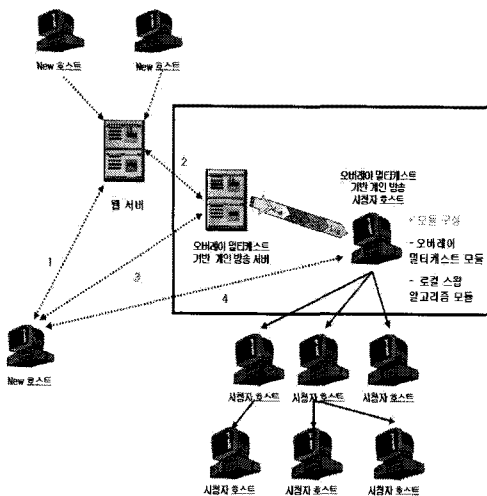 New 호스트
New 호스트
웹 서버
2
오버레이 멀티캐스트
기반 개인 방송
시청자 호스트
오버레이 멀티캐스트
기반 개인 방송 서버
모듈 구성
- 오버레이
멀티캐스트 모듈
- 로컬 스왑
알고리즘 모듈
1
3
4
New 호스트
시청자 호스트
시청자 호스트
시청자 호스트
시청자 호스트
시청자 호스트
시청자 호스트